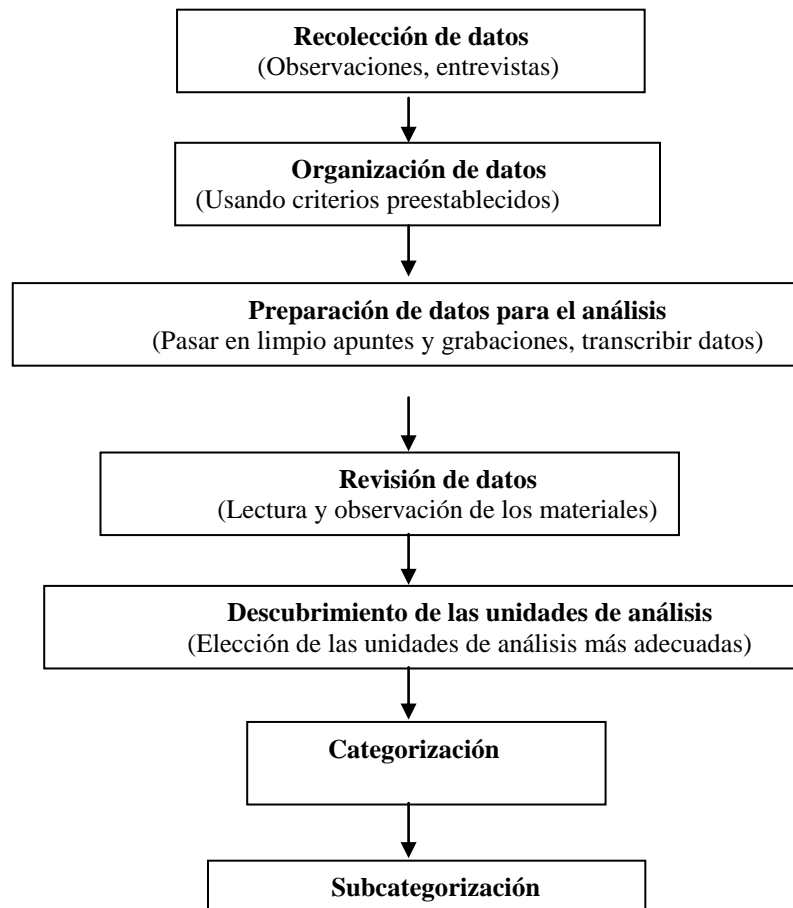 Recolección de datos
(Observaciones, entrevistas)
Organización de datos
(Usando criterios preestablecidos)
Preparación de datos para el análisis
(Pasar en limpio apuntes y grabaciones, transcribir datos)
Revisión de datos
(Lectura y observación de los materiales)
Descubrimiento de las unidades de análisis
(Elección de las unidades de análisis más adecuadas)
Categorización
Subcategorización